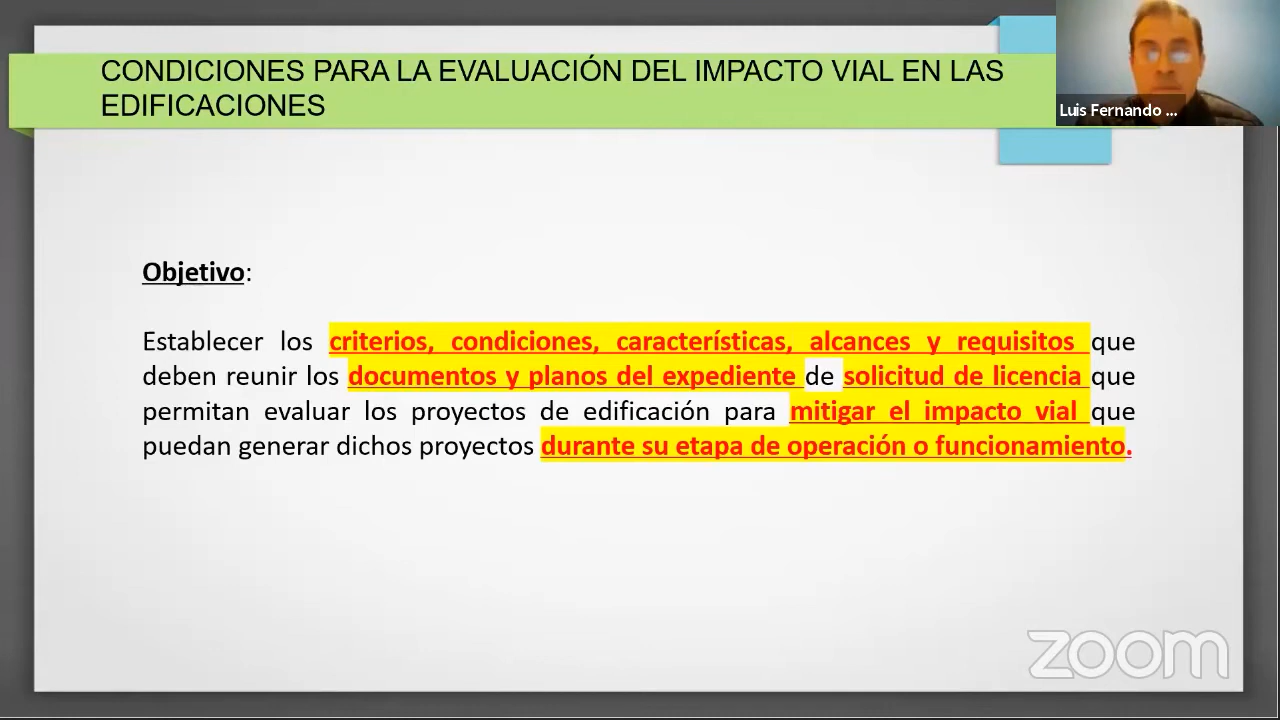 CONDICIONES PARA LA EVALUACIÓN DEL IMPACTO VIAL EN LAS
EDIFICACIONES
Luis Fernando ...
Objetivo:
Establecer los criterios, condiciones, características, alcances y requisitos que
deben reunir los documentos y planos del expediente de solicitud de licencia que
permitan evaluar los proyectos de edificación para mitigar el impacto vial que
puedan generar dichos proyectos durante su etapa de operación o funcionamiento.
zoom